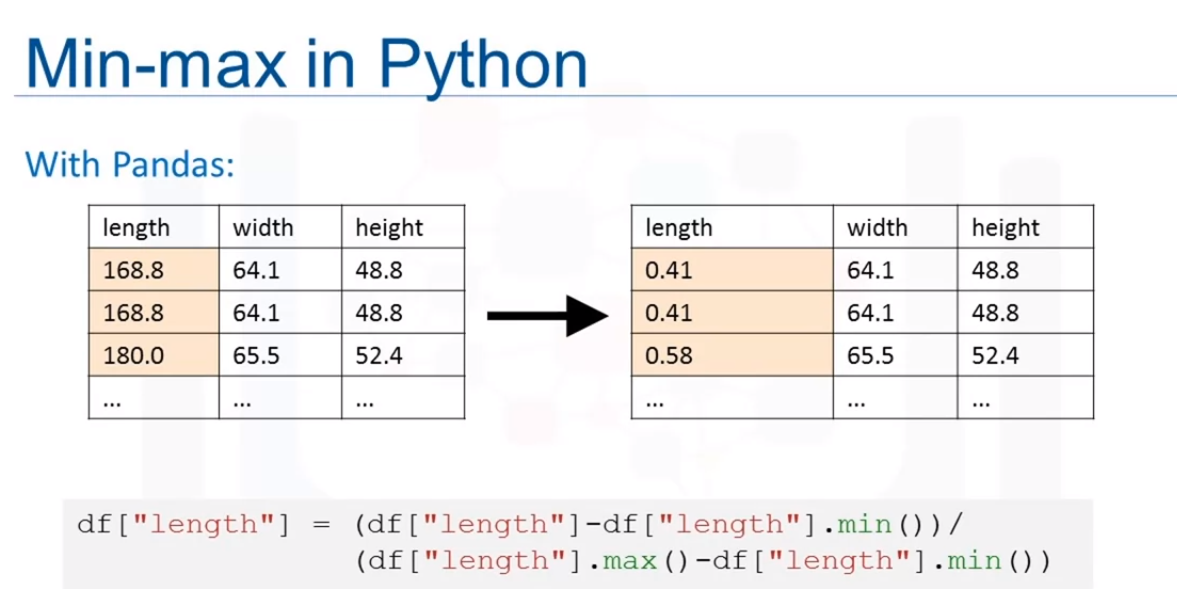 Min-max in Python
With Pandas:
length width height
168.8 64.1 48.8
168.8 64.1 48.8
180.0 65.5 52.4
... ... ...
length width height
0.41 64.1 48.8
0.41 64.1 48.8
0.58 65.5 52.4
... ... ...
df["length"] = (df["length"]-df["length"].min())/
(df["length"].max()-df["length"].min())